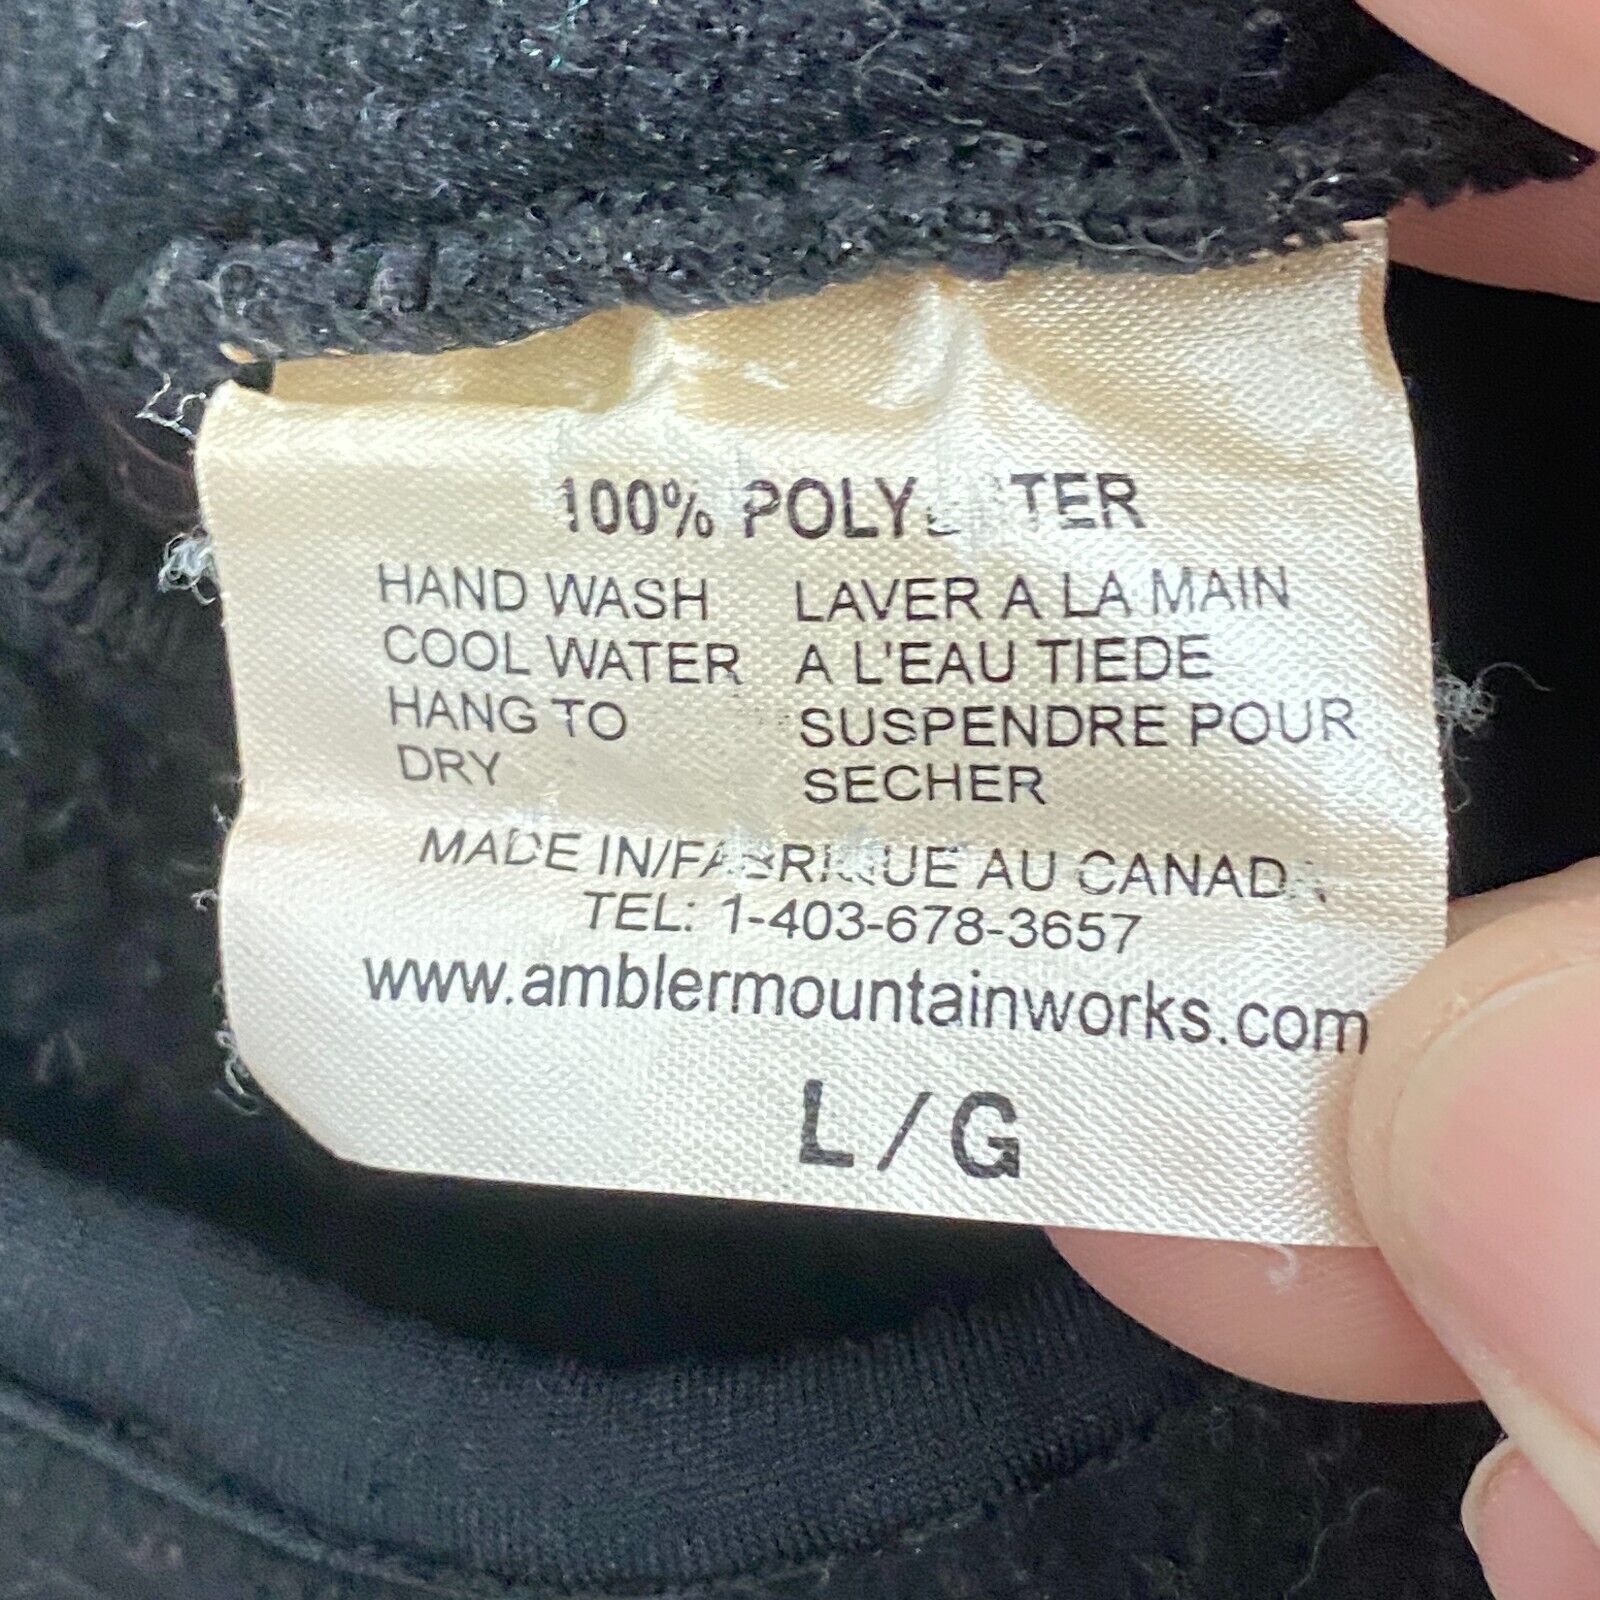 100% POLYESTER
HAND WASH LAVER A LA MAIN
COOL WATER A L'EAU TIEDE
HANG TO SUSPENDRE POUR
DRY SECHER
MADE IN/FABRIQUE AU CANADA
TEL: 1-403-678-3657
www.amblermountainworks.com
L/G